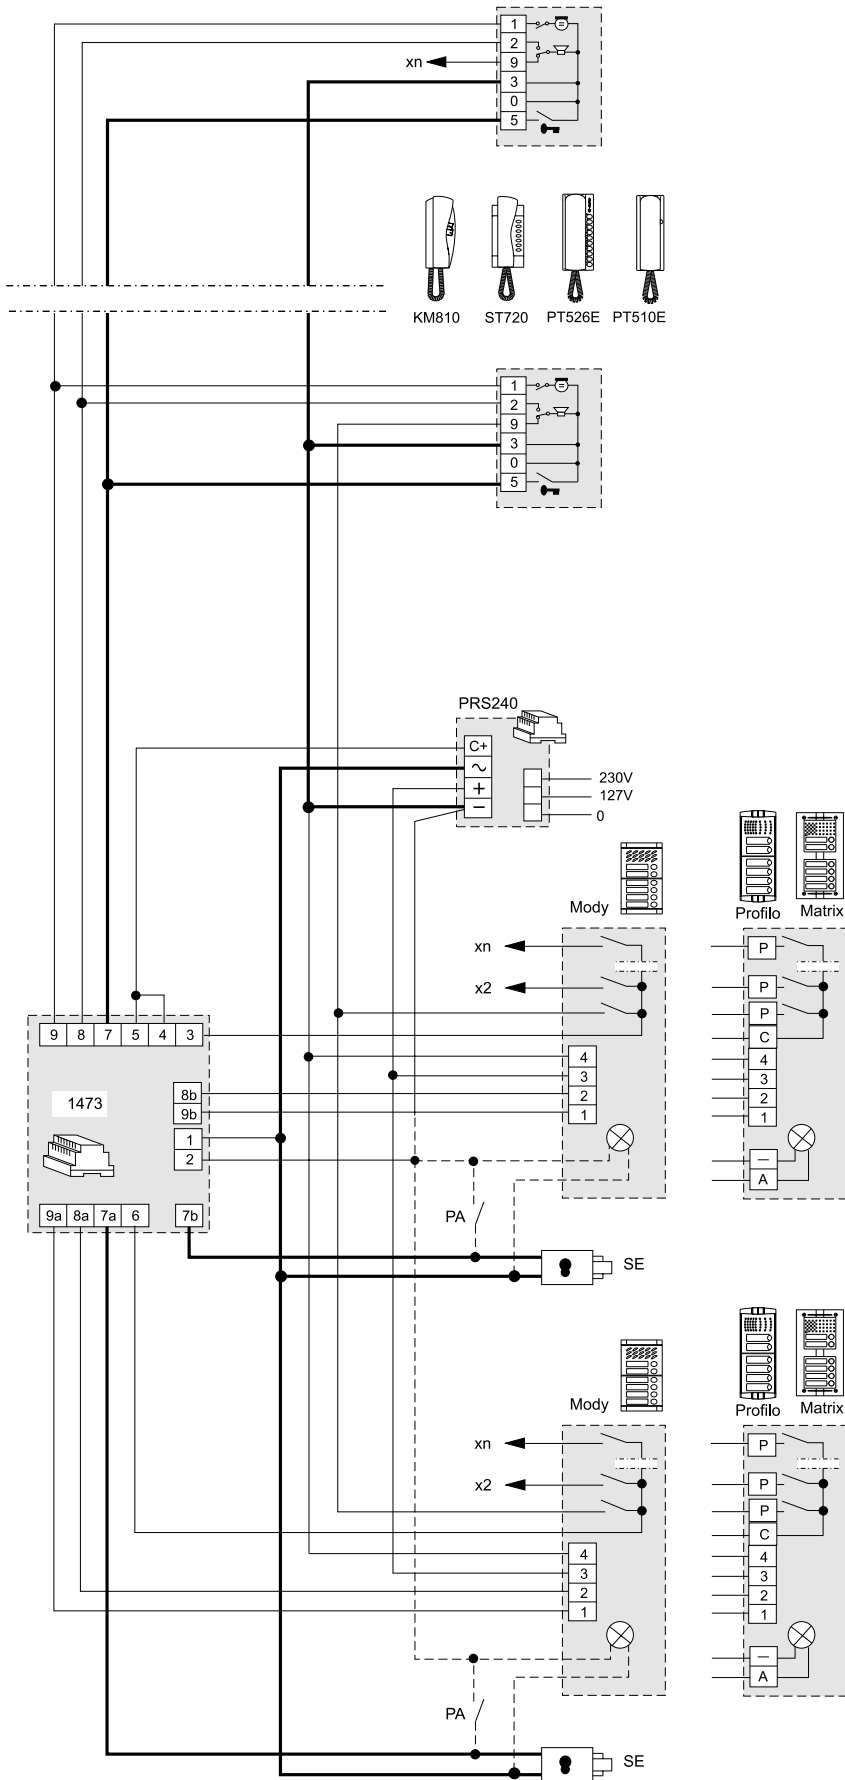 1
2
xn 9
3
0
5
KM810 ST720 PT526E PT510E
1
2
9
3
0
5
PRS240
C+
~
+
−
230V
127V
0
Mody Profilo Matrix
xn P
x2 P
P
C
9 8 7 5 4 3
4 4
3 3
1473 8b 2 2
9b 1 1
1
2 —
A
9a 8a 7a 6 7b
PA
SE
Mody Profilo Matrix
xn P
x2 P
P
C
4 4
3 3
2 2
1 1
—
A
PA
SE